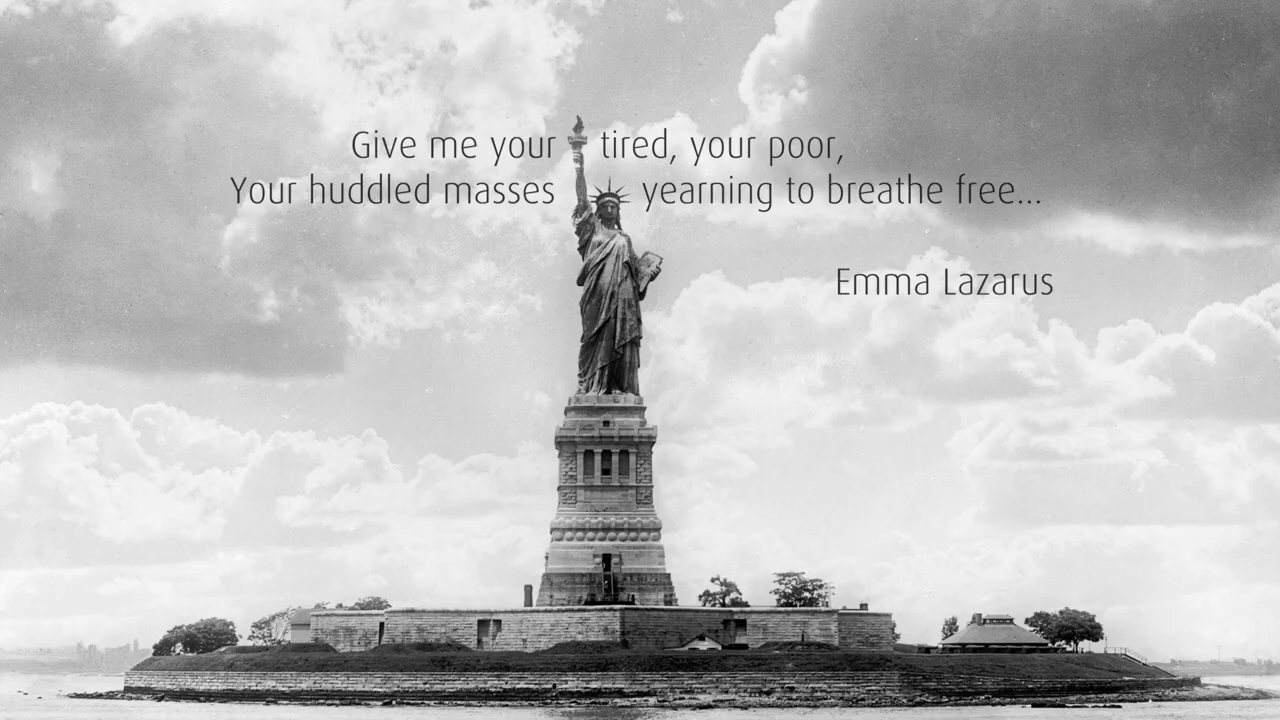 Give me your tired, your poor,
Your huddled masses yearning to breathe free...
Emma Lazarus